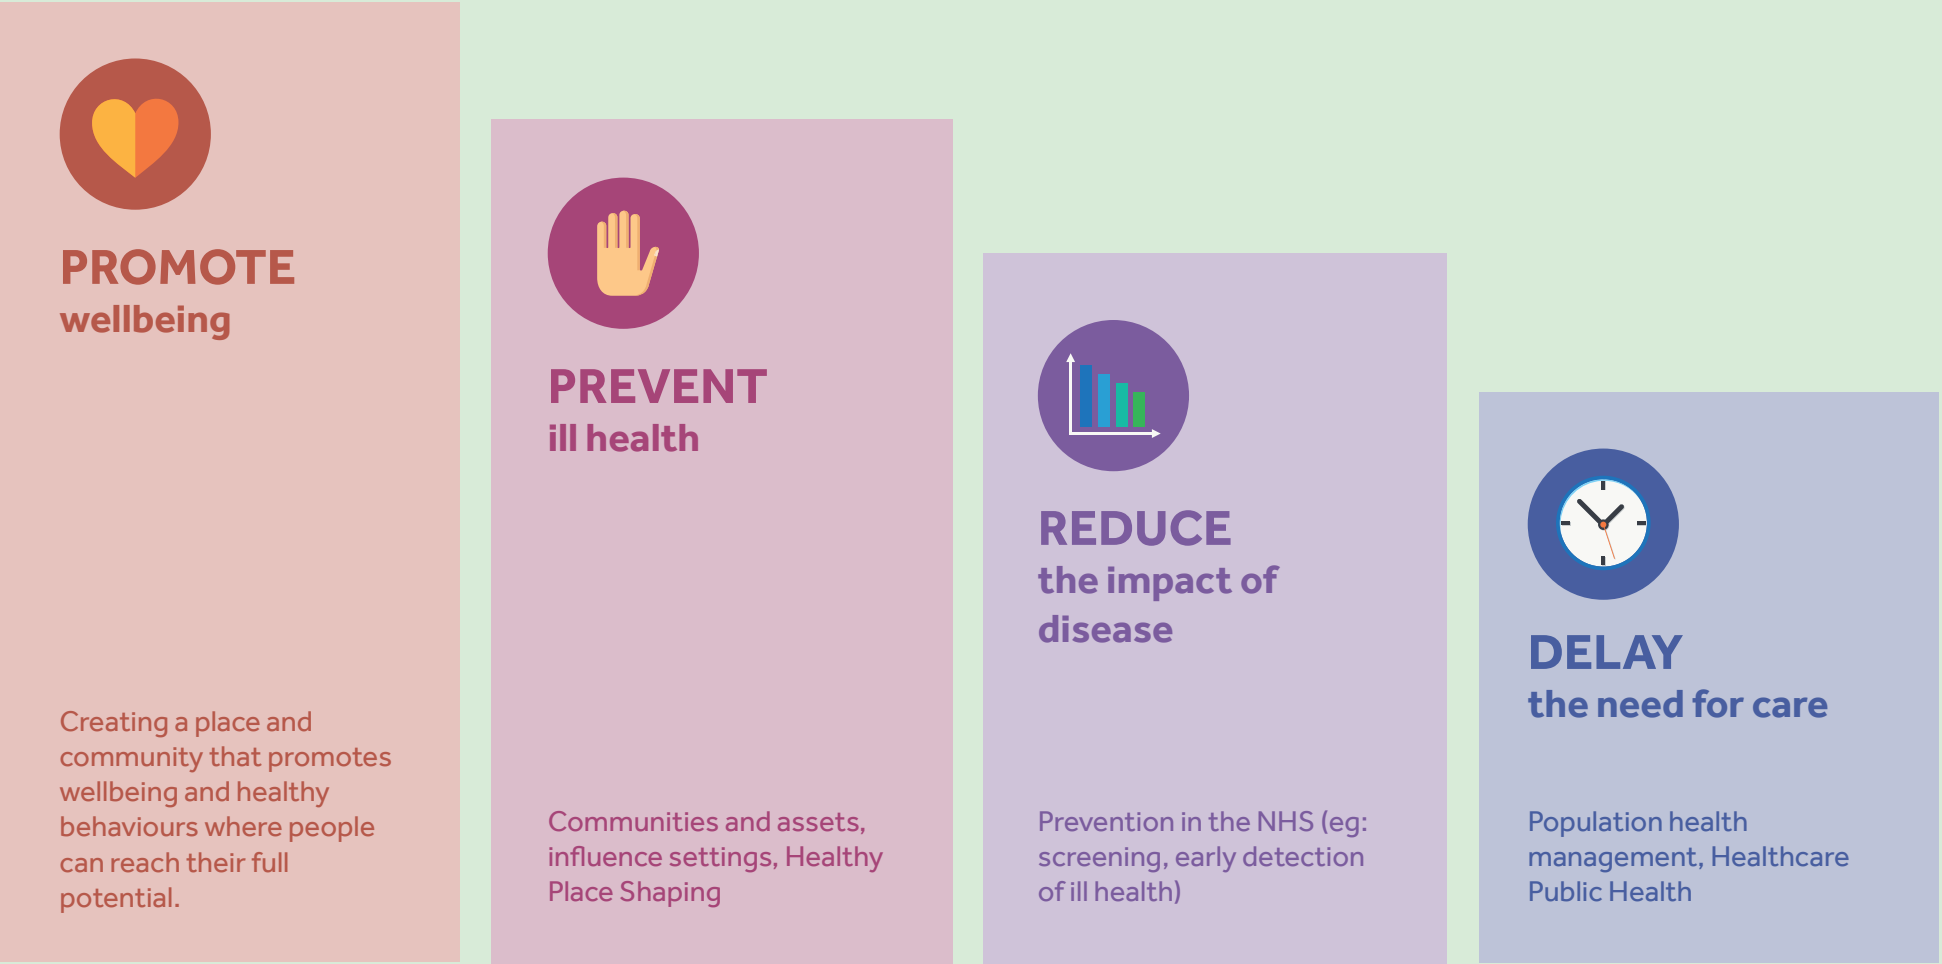 PROMOTE
wellbeing
Creating a place and
community that promotes
wellbeing and healthy
behaviours where people
can reach their full
potential.
PREVENT
ill health
Communities and assets,
influence settings, Healthy
Place Shaping
REDUCE
the impact of
disease
Prevention in the NHS (eg:
screening, early detection
of ill health)
DELAY
the need for care
Population health
management, Healthcare
Public Health